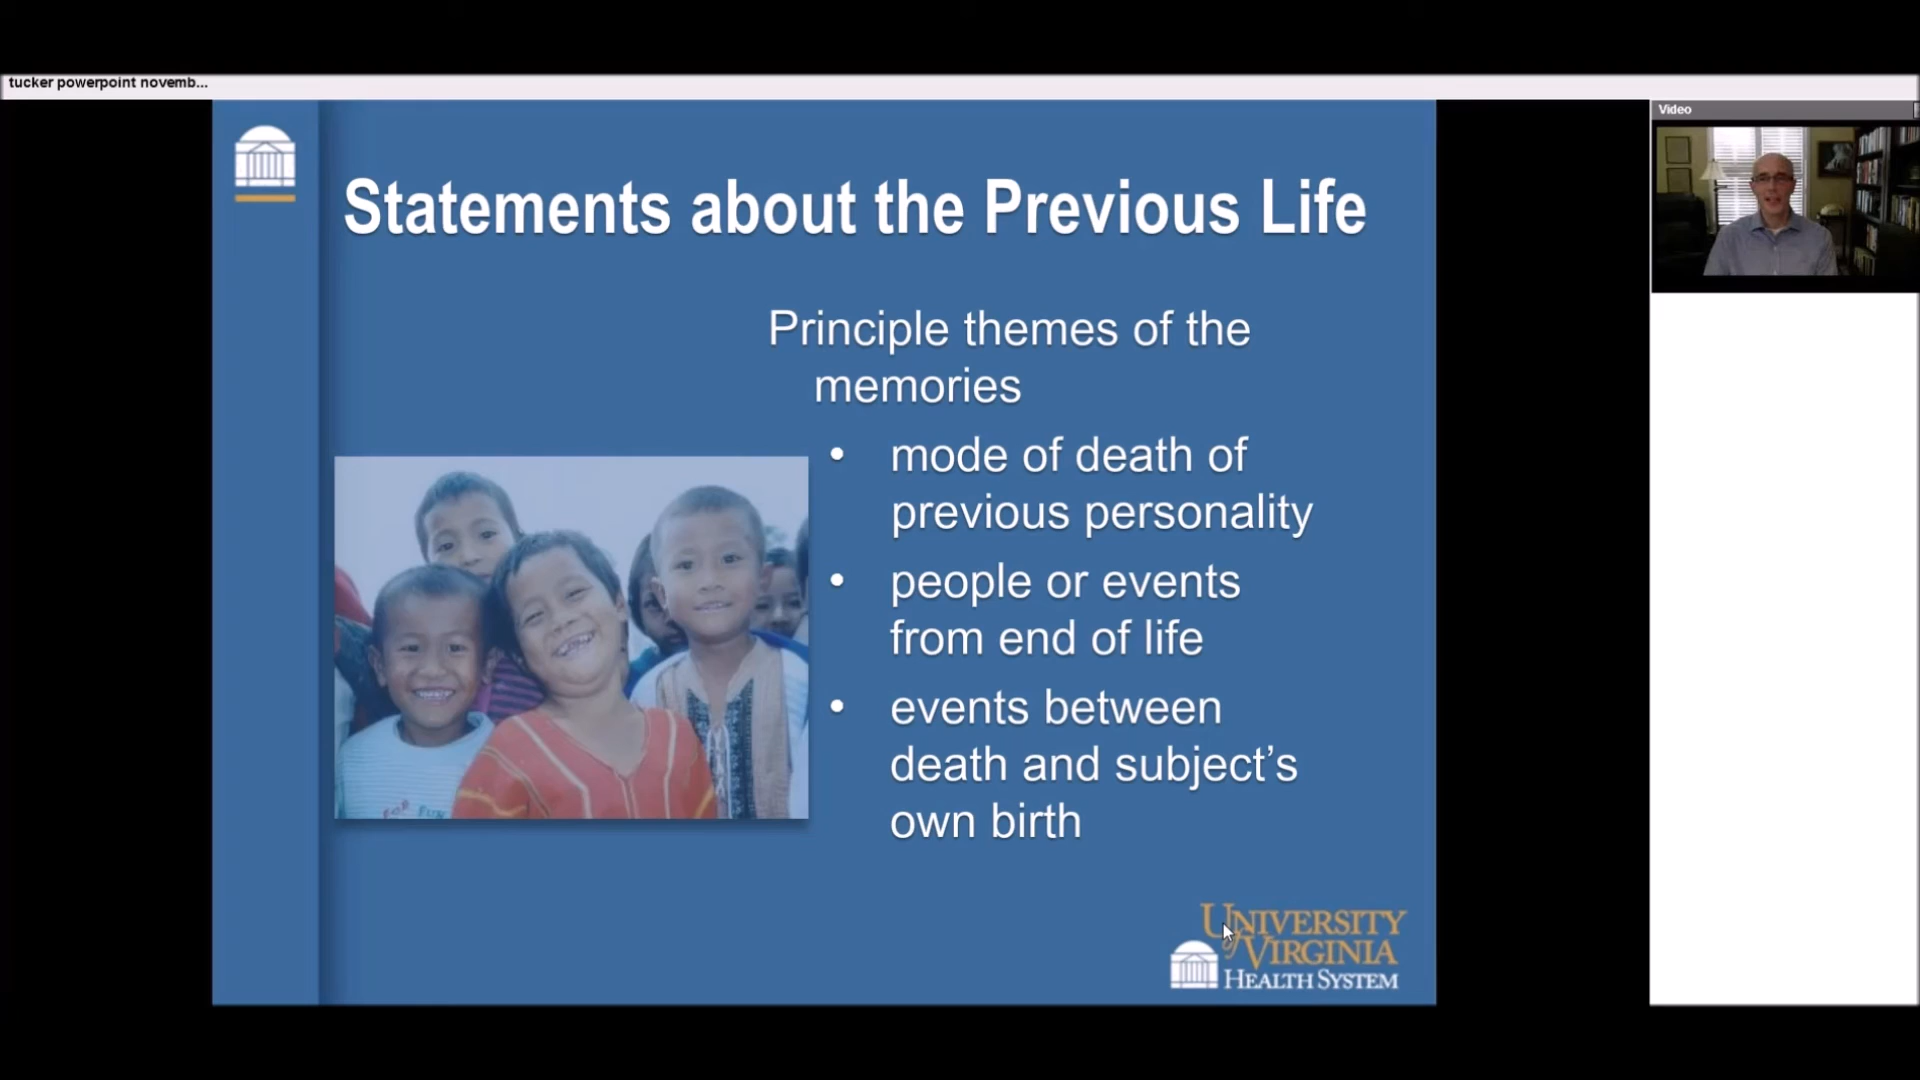 tucker powerpoint novemb...
Video
Statements about the Previous Life
Principle themes of the
memories
• mode of death of
previous personality
• people or events
from end of life
• events between
death and subject’s
own birth
UNIVERSITY
of VIRGINIA
HEALTH SYSTEM